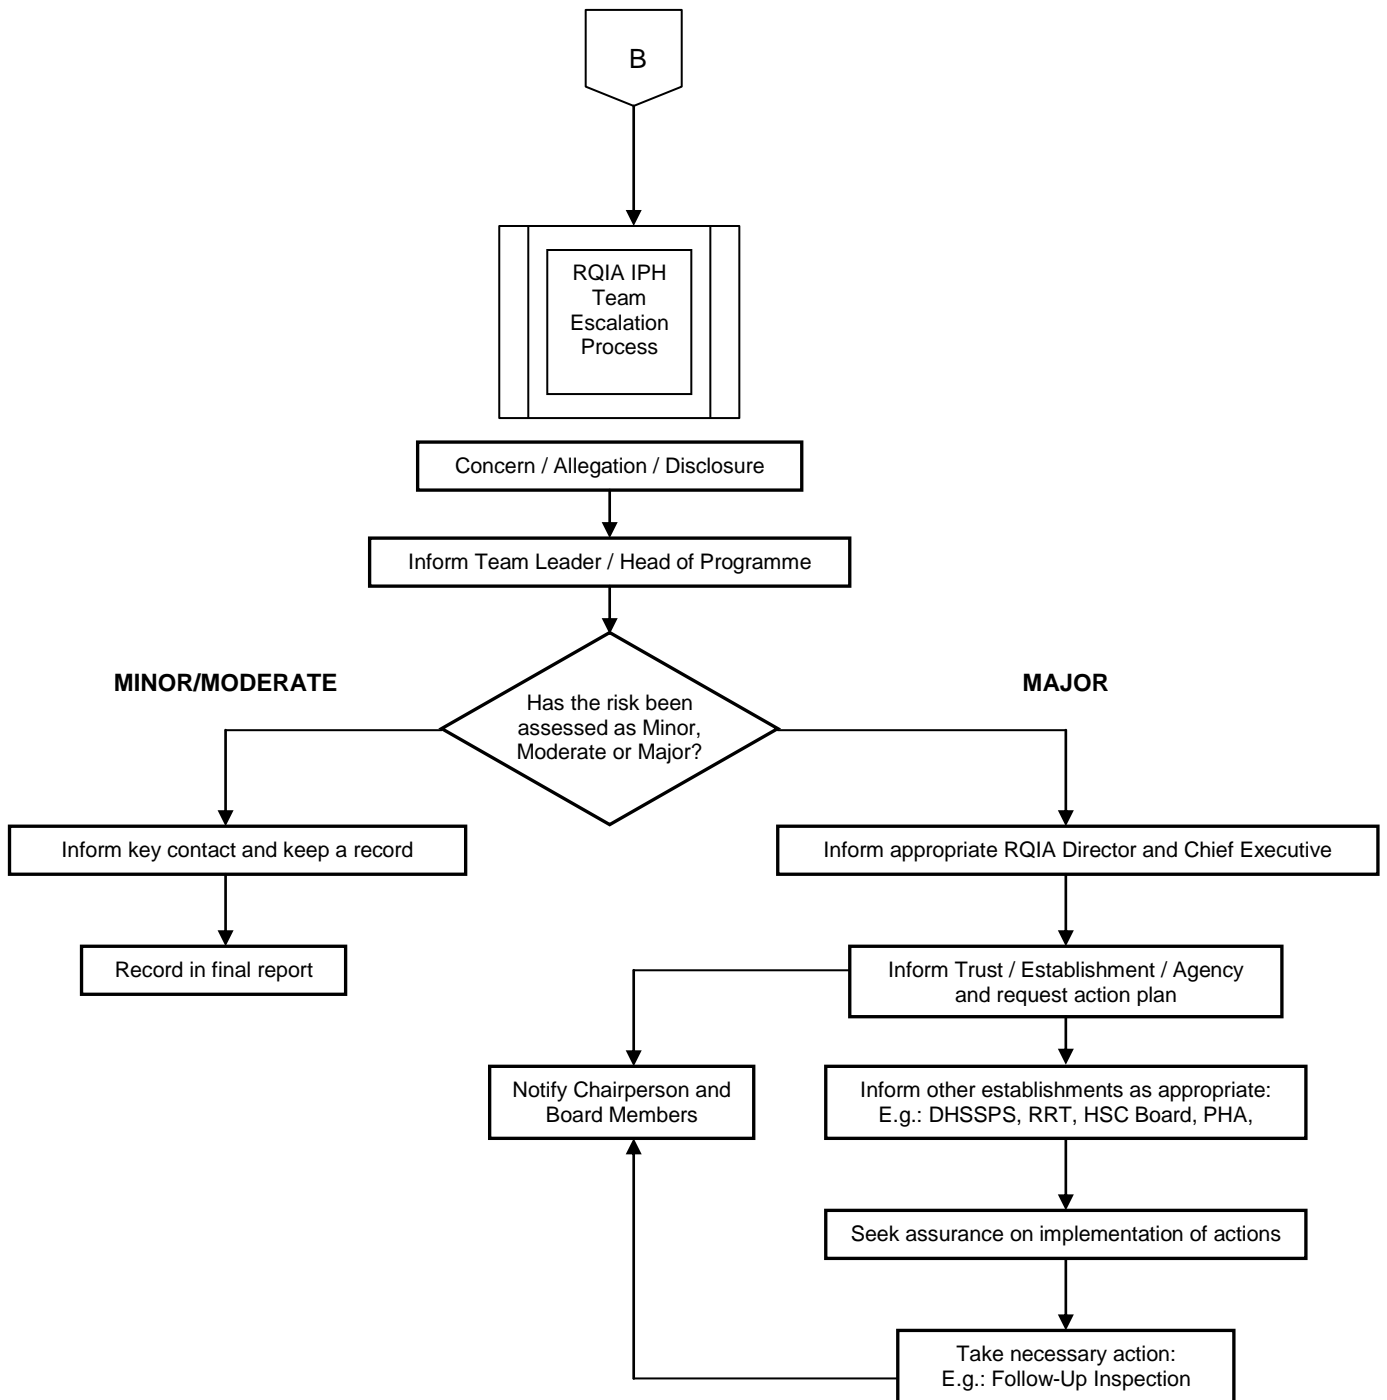 B
RQIA IPH
Team
Escalation
Process
Concern / Allegation / Disclosure
Inform Team Leader / Head of Programme
MINOR/MODERATE
MAJOR
Has the risk been
assessed as Minor,
Moderate or Major?
Inform key contact and keep a record
Inform appropriate RQIA Director and Chief Executive
Record in final report
Inform Trust / Establishment / Agency
and request action plan
Notify Chairperson and
Board Members
Inform other establishments as appropriate:
E.g.: DHSSPS, RRT, HSC Board, PHA,
Seek assurance on implementation of actions
Take necessary action:
E.g.: Follow-Up Inspection